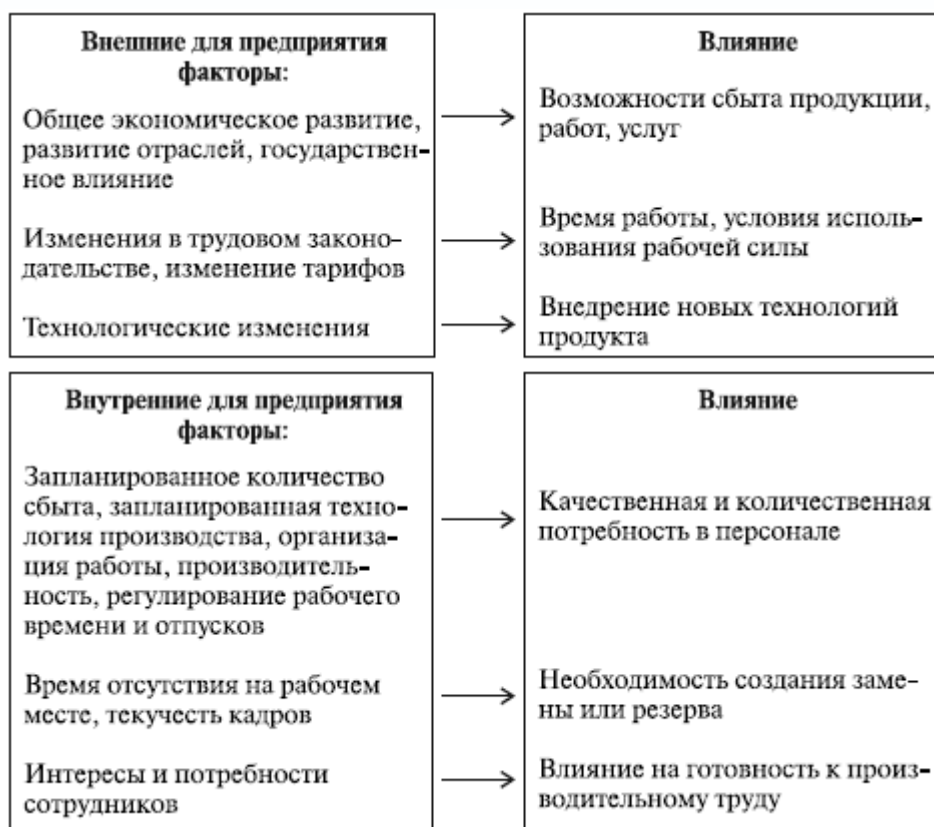 Внешние для предприятия
факторы:
Общее экономическое развитие,
развитие отраслей, государствен-
ное влияние
Изменения в трудовом законо-
дательстве, изменение тарифов
Технологические изменения
Влияние
Возможности сбыта продукции,
работ, услуг
Время работы, условия исполь-
зования рабочей силы
Внедрение новых технологий
продукта
Внутренние для предприятия
факторы:
Запланированное количество
сбыта, запланированная техно-
логия производства, организа-
ция работы, производитель-
ность, регулирование рабочего
времени и отпусков
Время отсутствия на рабочем
месте, текучесть кадров
Интересы и потребности
сотрудников
Влияние
Качественная и количественная
потребность в персонале
Необходимость создания заме-
ны или резерва
Влияние на готовность к произ-
водительному труду